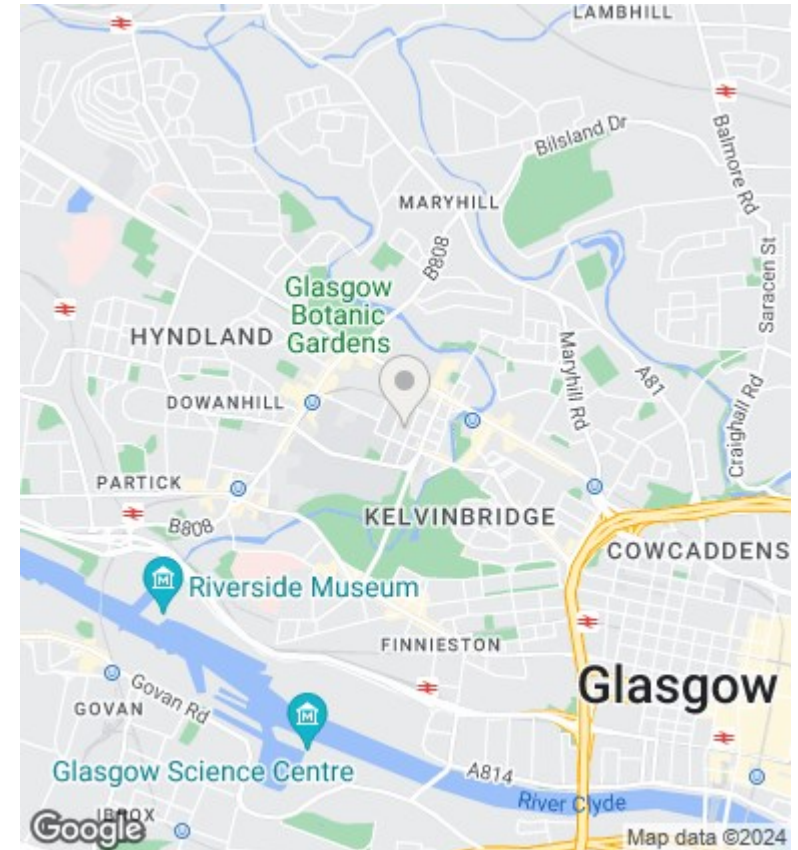 LAMBHILL
Bilsland Dr
Balmore Rd
MARYHILL
Saracen St
B808
Glasgow
Botanic
Gardens
HYNDLAND
Maryhill Rd
A81
DOWANHILL
Craighall Rd
PARTICK
KELVINBRIDGE
B808
COWCADDENS
Riverside Museum
FINNIESTON
Glasgow
GOVAN
Govan Rd
Glasgow Science Centre
A814
River Clyde
IBROX
Google
Map data ©2024